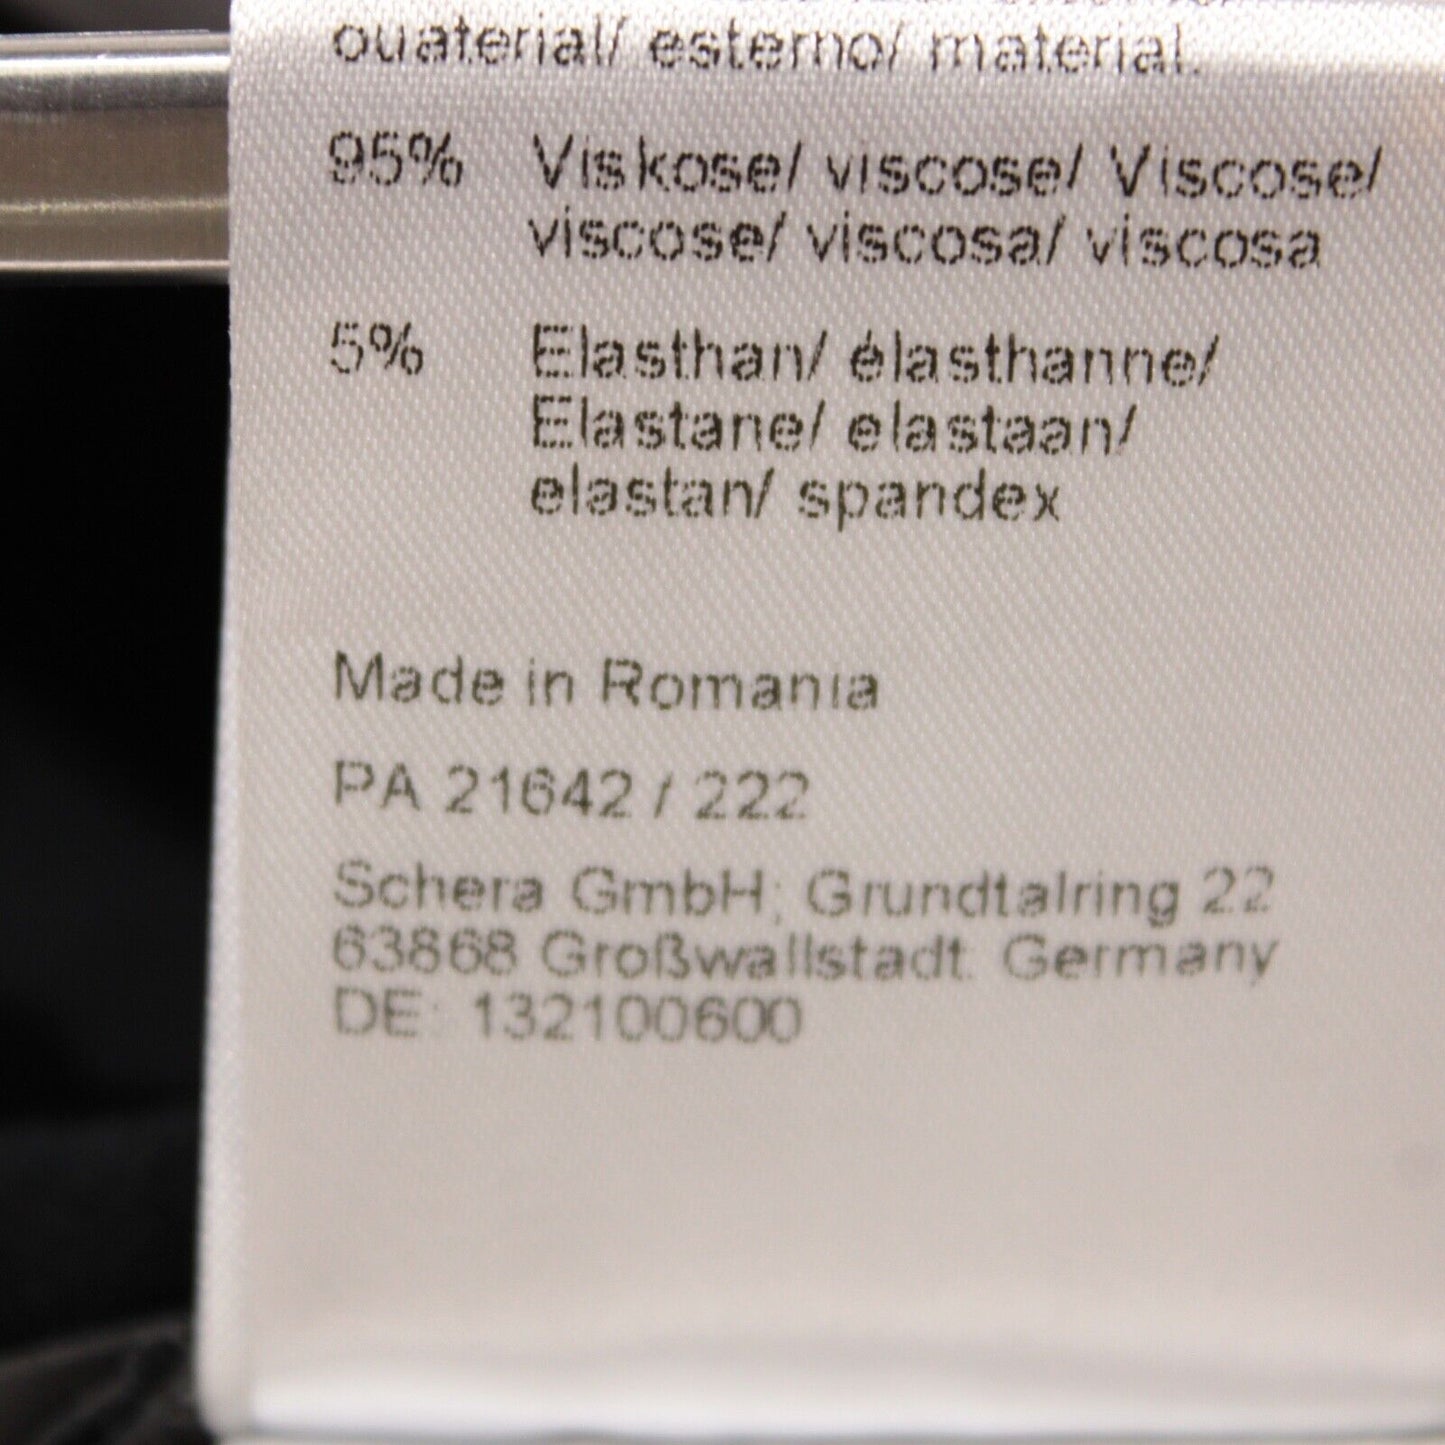 ouaterial/ esterno/ material.
95% Viskose/ viscose/ Viscose/
viscose/ viscosa/ viscosa
5% Elasthan/ élasthanne/
Elastane/ elastaan/
elastan/ spandex
Made in Romania
PA 21642 / 222
Schera GmbH; Grundtalring 22
63868 Großwallstadt. Germany
DE: 132100600